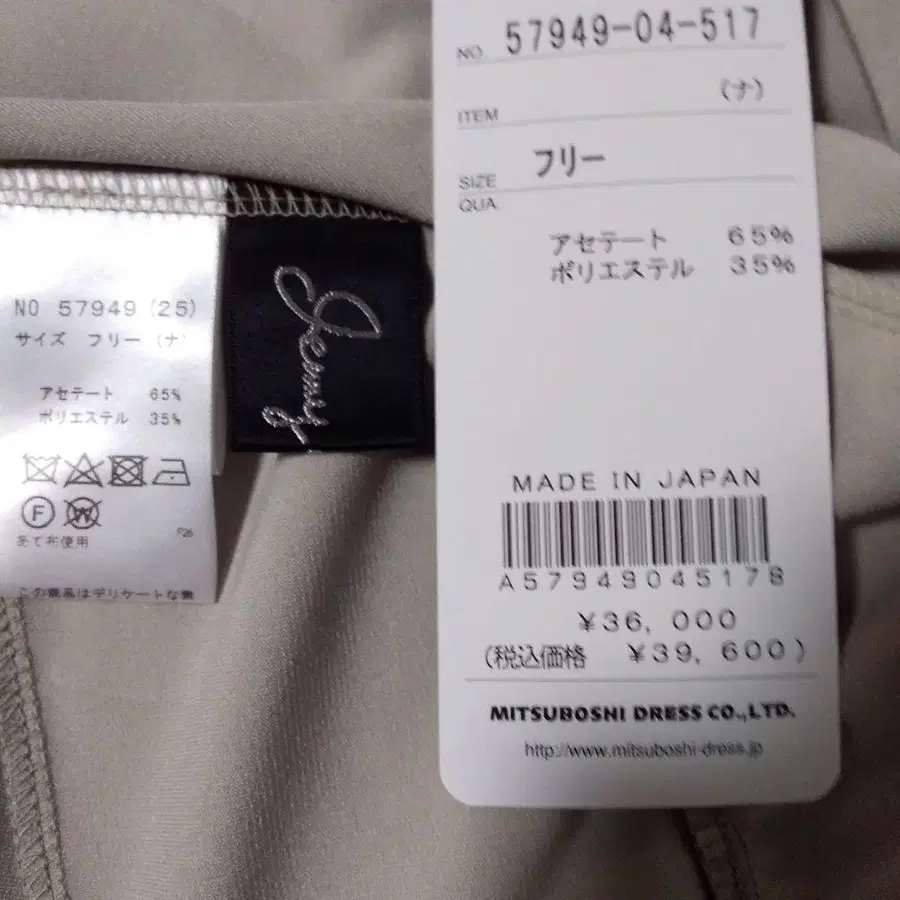 NO 57949 (25)
サイズ フリー (ナ)
アセテート 65%
ポリエステル 35%
F
W
あて布使用
この商品はデリケートな素
Jemy
NO. 57949-04-517
ITEM (ナ)
SIZE フリー
QUA.
アセテート 65%
ポリエステル 35%
MADE IN JAPAN
A57949045178
¥36,000
(税込価格 ¥39,600)
MITSUBOSHI DRESS CO.,LTD.
http://www.mitsuboshi-dress.jp